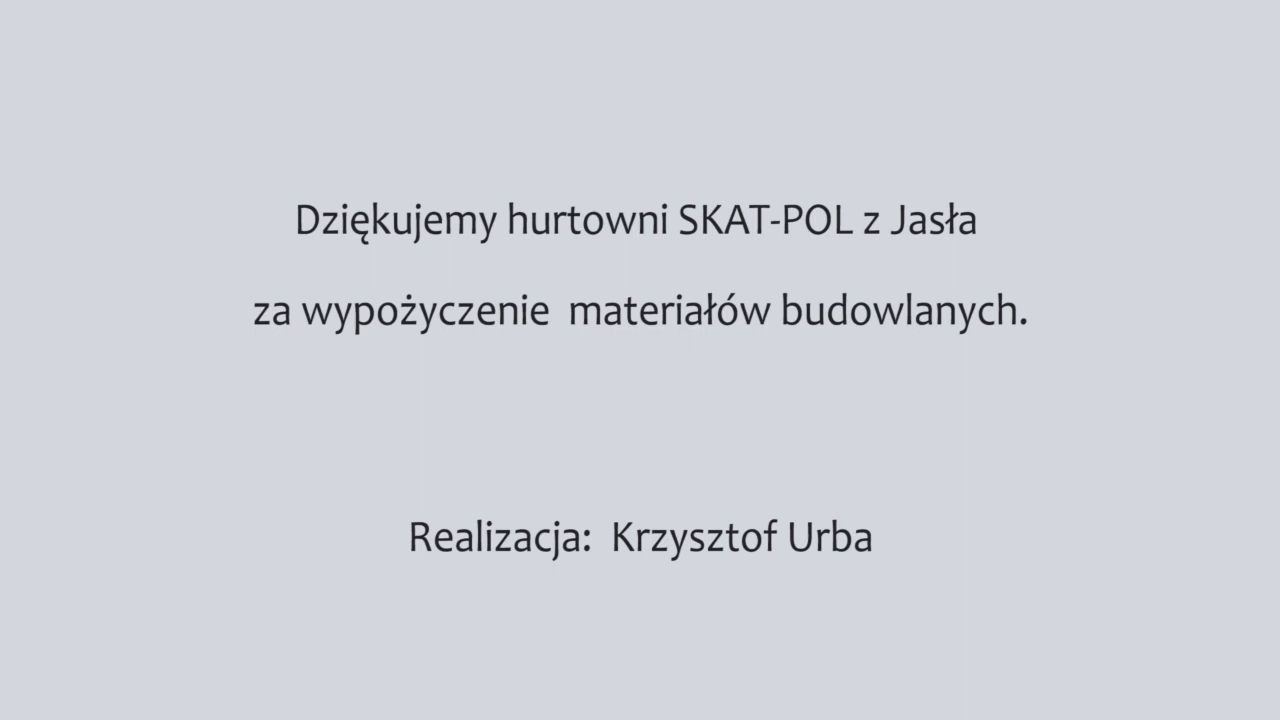 Dziękujemy hurtowni SKAT-POL z Jasła
za wypożyczenie  materiałów budowlanych.
Realizacja:  Krzysztof Urba